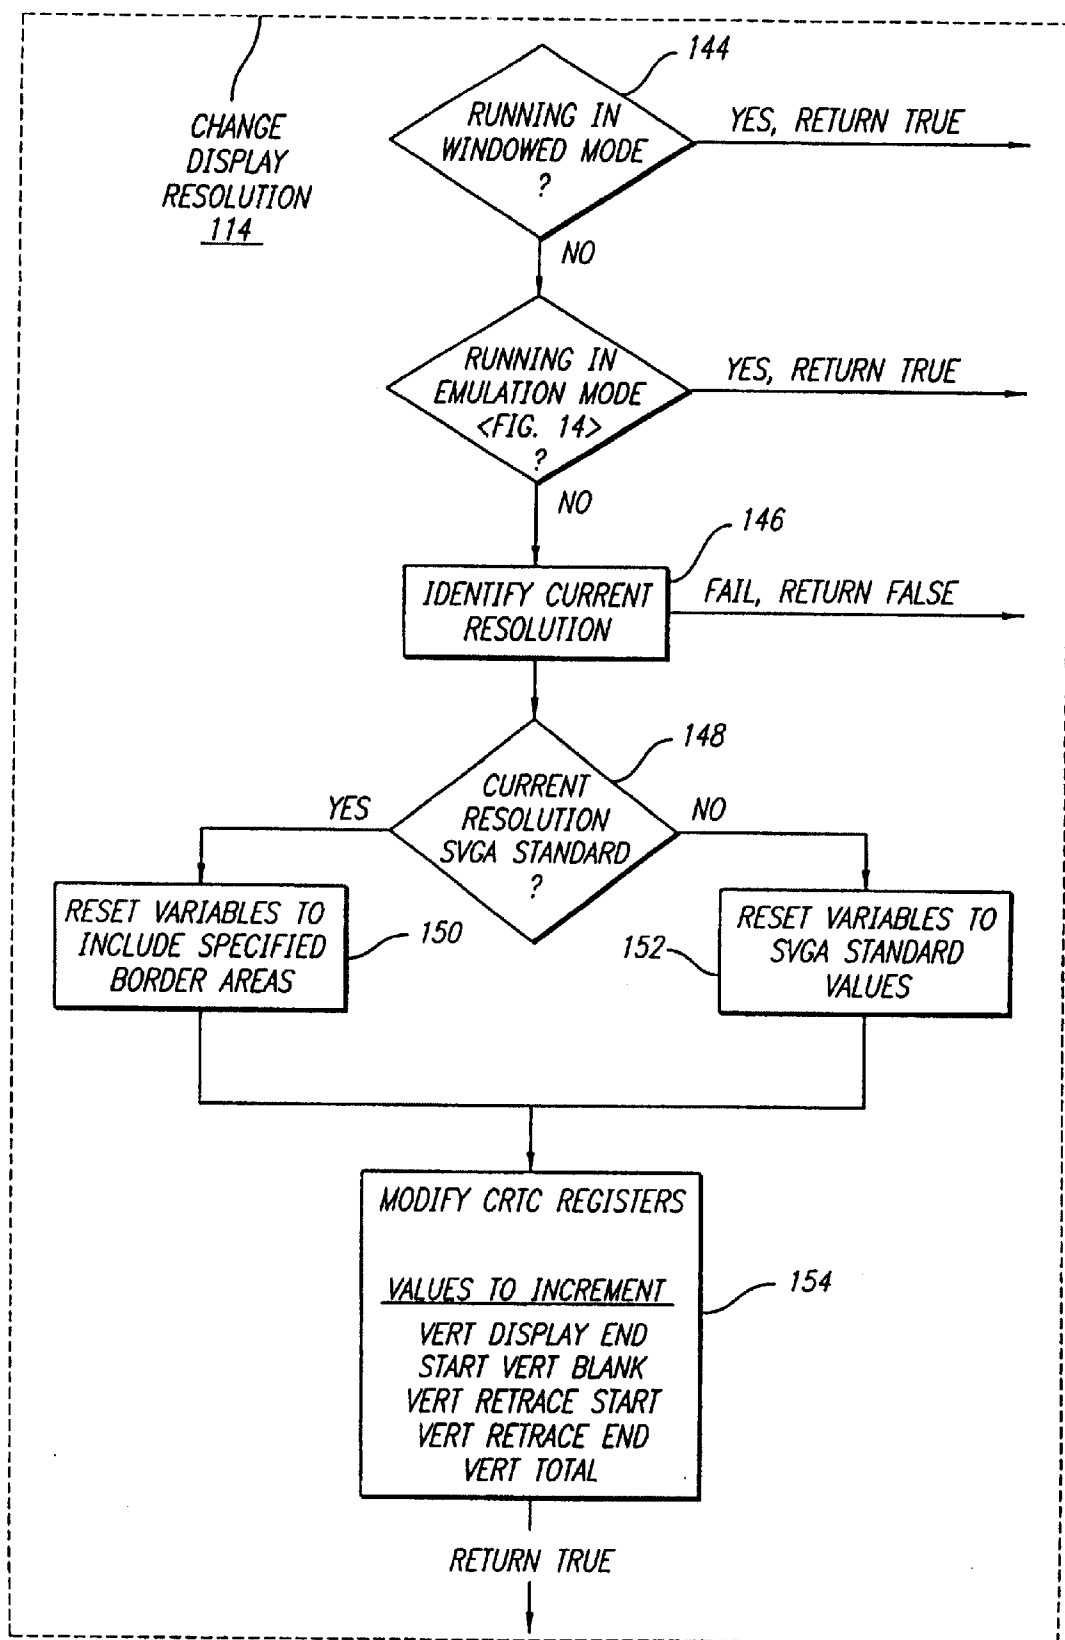 CHANGE
DISPLAY
RESOLUTION
114
144
RUNNING IN
WINDOWED MODE
?
YES, RETURN TRUE
NO
RUNNING IN
EMULATION MODE
<FIG. 14>
?
YES, RETURN TRUE
NO
146
IDENTIFY CURRENT
RESOLUTION
FAIL, RETURN FALSE
148
CURRENT
RESOLUTION
SVGA STANDARD
?
YES
NO
RESET VARIABLES TO
INCLUDE SPECIFIED
BORDER AREAS
150
152
RESET VARIABLES TO
SVGA STANDARD
VALUES
MODIFY CRTC REGISTERS
VALUES TO INCREMENT
VERT DISPLAY END
START VERT BLANK
VERT RETRACE START
VERT RETRACE END
VERT TOTAL
154
RETURN TRUE